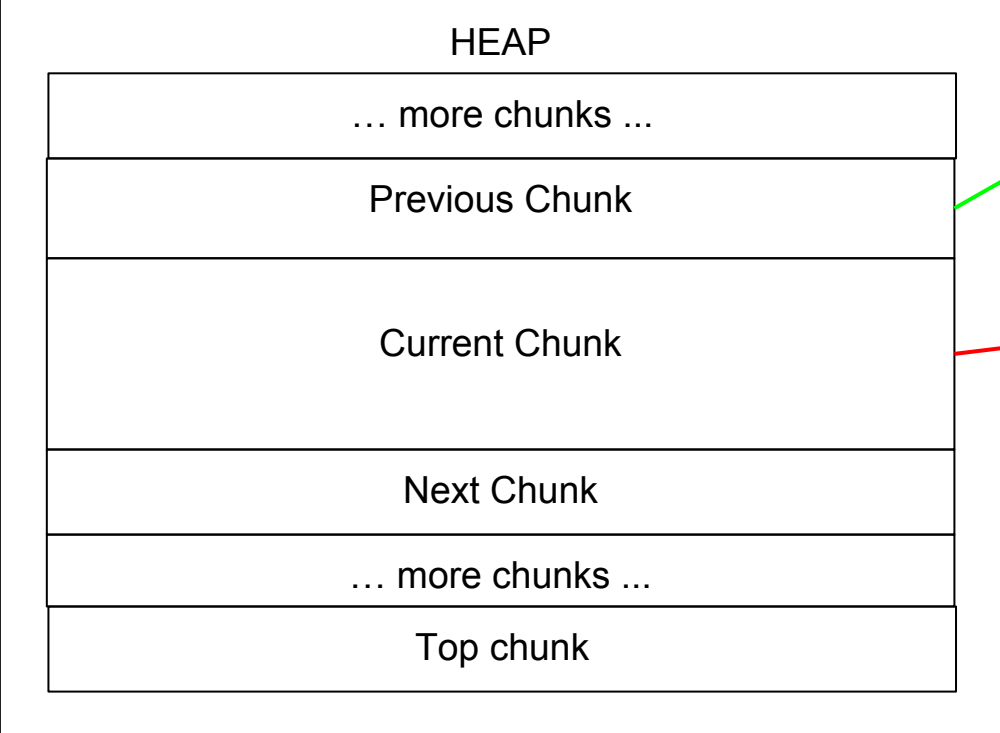 HEAP
… more chunks ...
Previous Chunk
Current Chunk
Next Chunk
… more chunks ...
Top chunk